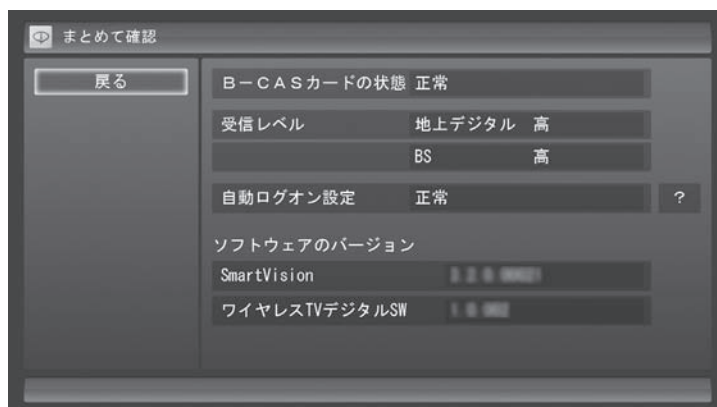 まとめて確認
戻る
B－CASカードの状態 正常
受信レベル 地上デジタル 高
BS 高
自動ログオン設定 正常 ?
ソフトウェアのバージョン
SmartVision
ワイヤレスTVデジタルSW